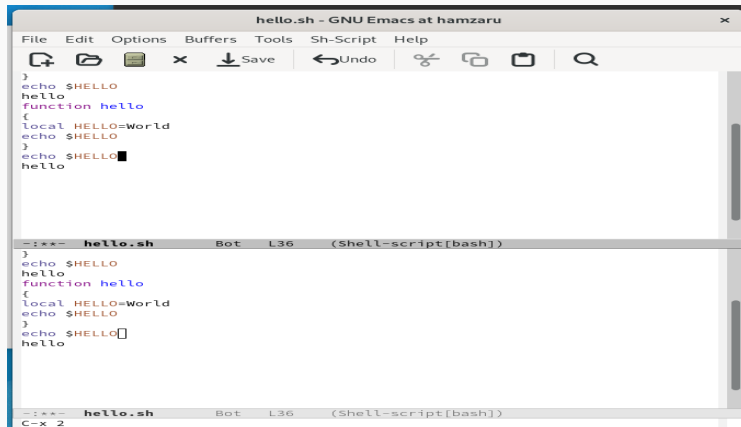 hello.sh - GNU Emacs at hamzaru ×
File Edit Options Buffers Tools Sh-Script Help
Save Undo
}
echo $HELLO
hello
function hello
{
local HELLO=World
echo $HELLO
}
echo $HELLO
hello
-:**- hello.sh Bot L36 (Shell-script[bash])
}
echo $HELLO
hello
function hello
{
local HELLO=World
echo $HELLO
}
echo $HELLO
hello
-:**- hello.sh Bot L36 (Shell-script[bash])
C-x 2